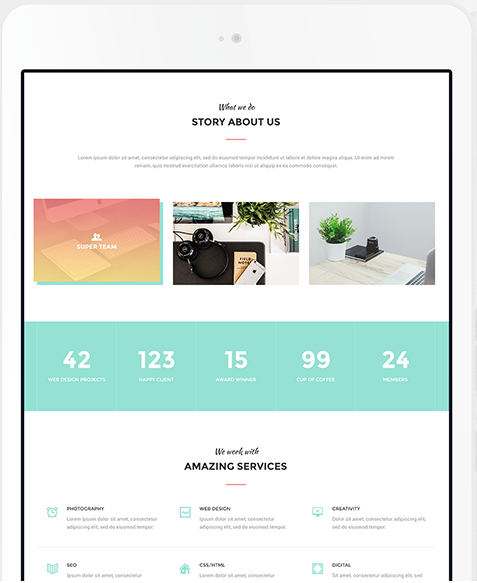 What we do
STORY ABOUT US
Lorem ipsum dolor sit amet, consectetur adipiscing elit, sed do eiusmod tempor incididunt ut labore et dolore magna aliqua. Ut enim ad minim
veniam, quis nostrud exercitation ullamco laboris nisi ut aliquip ex ea commodo consequat.
SUPER TEAM
FIELD NOTES
42
WEB DESIGN PROJECTS
123
HAPPY CLIENT
15
AWARD WINNER
99
CUP OF COFFEE
24
MEMBERS
We work with
AMAZING SERVICES
PHOTOGRAPHY
Lorem ipsum dolor sit amet, consectetur
adipiscing elit, sed do eiusmod tempor.
WEB DESIGN
Lorem ipsum dolor sit amet, consectetur
adipiscing elit, sed do eiusmod tempor.
CREATIVITY
Dolor sit amet, consectetur adipiscing elit,
sed do eiusmod tempor.
SEO
Lorem ipsum dolor sit amet, consectetur
CSS/HTML
Lorem ipsum dolor sit amet, consectetur
DIGITAL
Sit amet, consectetur adipiscing elit, sed do